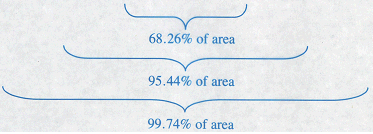 68.26% of area
95.44% of area
99.74% of area